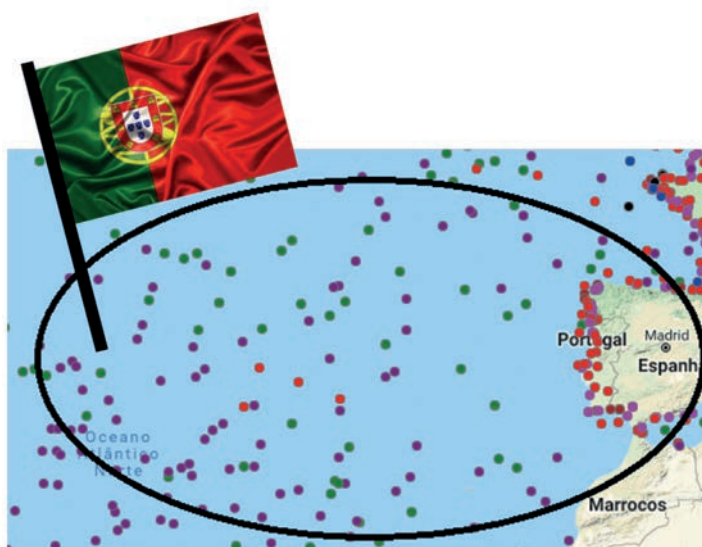 Portugal
Madrid
Espanha
Oceano
Atlântico
Norte
Marrocos